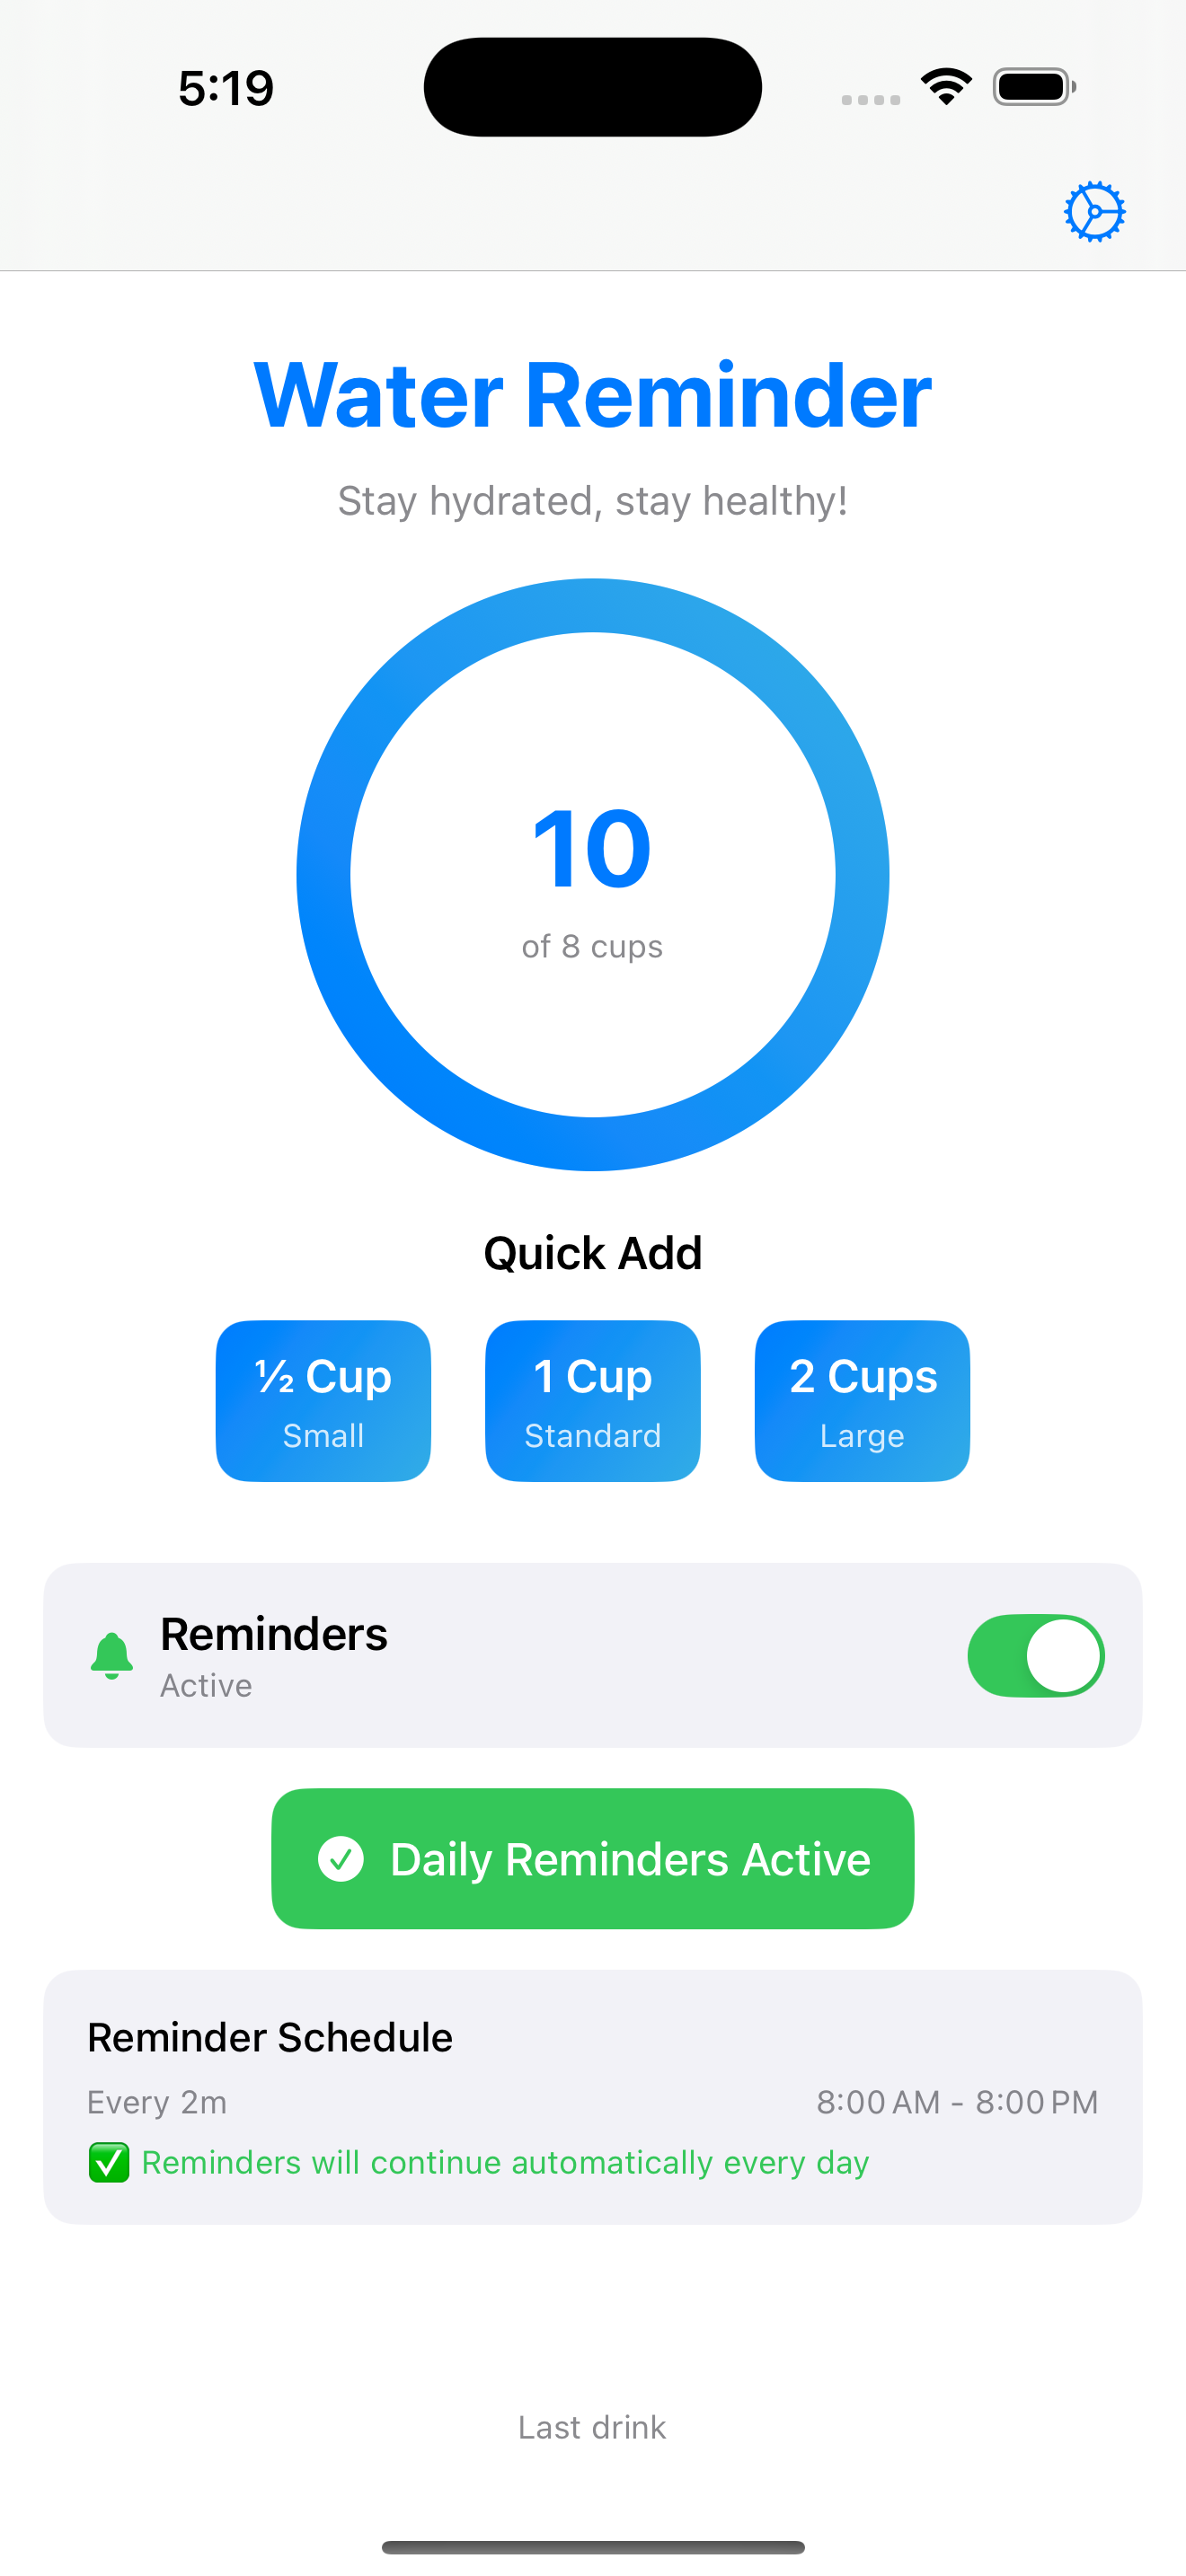 5:19
Water Reminder
Stay hydrated, stay healthy!
10
of 8 cups
Quick Add
½ Cup
Small
1 Cup
Standard
2 Cups
Large
Reminders
Active
Daily Reminders Active
Reminder Schedule
Every 2m
8:00 AM - 8:00 PM
✅ Reminders will continue automatically every day
Last drink